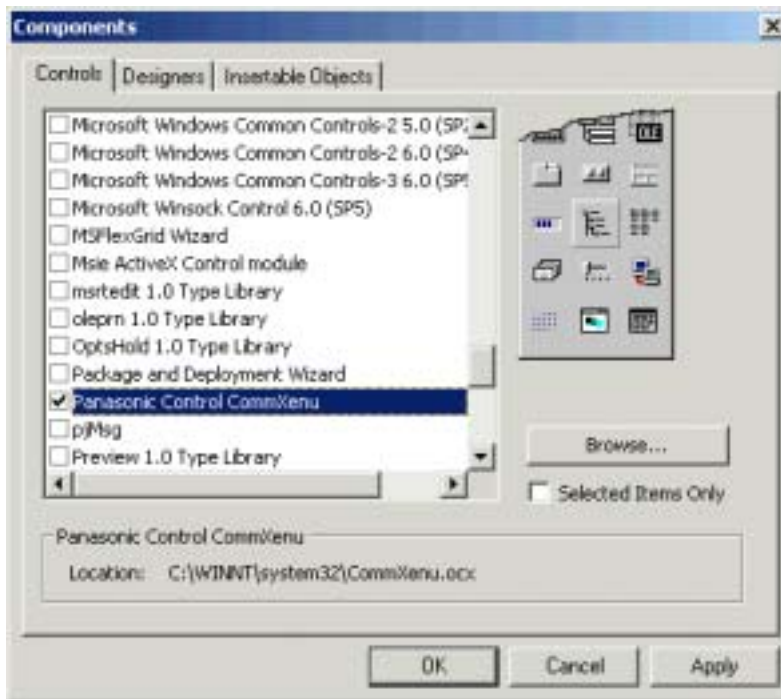 Components
Controls
Designers
Insertable Objects
Microsoft Windows Common Controls-2 5.0 (SP2
Microsoft Windows Common Controls-2 6.0 (SP4
Microsoft Windows Common Controls-3 6.0 (SP5
Microsoft Winsock Control 6.0 (SP5)
MSFlexGrid Wizard
Msie ActiveX Control module
msrtedit 1.0 Type Library
oleprn 1.0 Type Library
OptsHold 1.0 Type Library
Package and Deployment Wizard
Panasonic Control CommXenu
pjMsg
Preview 1.0 Type Library
OLE
Browse...
Selected Items Only
Panasonic Control CommXenu
Location: C:\WINNT\system32\CommXenu.ocx
OK
Cancel
Apply